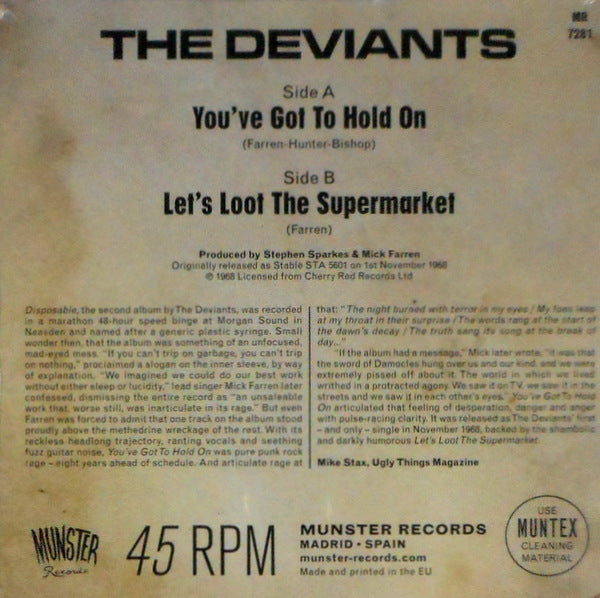 MR
7281
THE DEVIANTS
Side A
You've Got To Hold On
(Farren-Hunter-Bishop)
Side B
Let's Loot The Supermarket
(Farren)
Produced by Stephen Sparkes & Mick Farren
Originally released as Stable STA 5601 on 1st November 1968
℗ 1968 Licensed from Cherry Red Records Ltd
Disposable, the second album by The Deviants, was recorded
in a marathon 48-hour speed binge at Morgan Sound in
Neasden and named after a generic plastic syringe. Small
wonder then, that the album was something of an unfocused,
mad-eyed mess. "If you can't trip on garbage, you can't trip
on nothing," proclaimed a slogan on the inner sleeve, by way
of explanation. "We imagined we could do our best work
without either sleep or lucidity," lead singer Mick Farren later
confessed, dismissing the entire record as "an unsaleable
work that, worse still, was inarticulate in its rage." But even
Farren was forced to admit that one track on the album stood
proudly above the methedrine wreckage of the rest. With its
reckless headlong trajectory, ranting vocals and seething
fuzz guitar noise, You've Got To Hold On was pure punk rock
rage – eight years ahead of schedule. And articulate rage at
that: "The night burned with terror in my eyes / My foes leap
at my throat in their surprise / The words rang at the start of
the dawn's decay / The truth sang its song at the break of
day..."
"If the album had a message," Mick later wrote, "it was that
the sword of Damocles hung over us and our kind, and we were
extremely pissed off about it. The world in which we lived
writhed in a protracted agony. We saw it on TV, we saw it in the
streets and we saw it in each other's eyes." You've Got To Hold
On articulated that feeling of desperation, danger and anger
with pulse-racing clarity. It was released as The Deviants' first
– and only – single in November 1968, backed by the shambolic
and darkly humorous Let's Loot The Supermarket.
Mike Stax, Ugly Things Magazine
MUNSTER
Records
45 RPM
MUNSTER RECORDS
MADRID • SPAIN
munster-records.com
Made and printed in the EU
USE
MUNTEX
CLEANING
MATERIAL